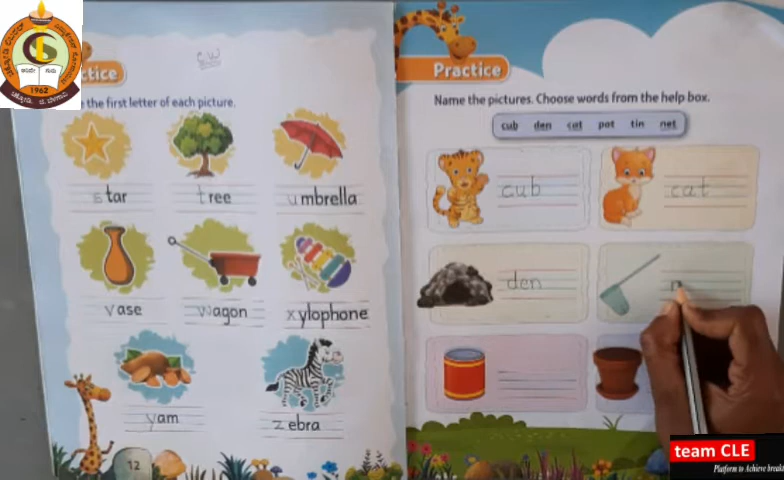 1962
C.W
ctice
the first letter of each picture.
star
tree
umbrella
vase
wagon
xylophone
yam
zebra
12
Practice
Name the pictures. Choose words from the help box.
cub den cat pot tin net
cub
cat
den
n
team CLE
Platform to Achieve break